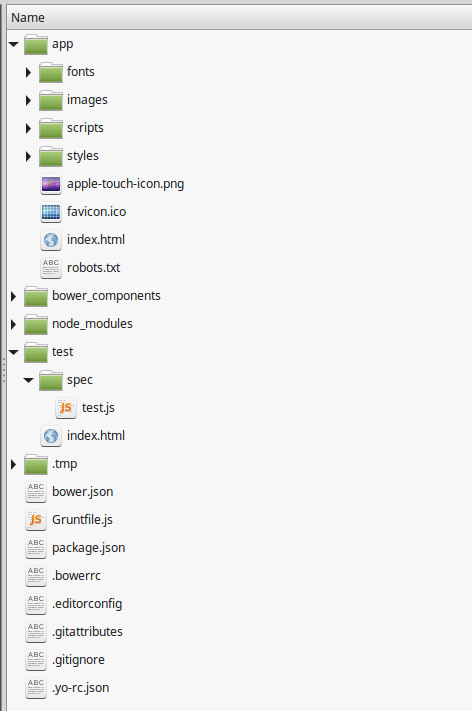 Name
app
fonts
images
scripts
styles
apple-touch-icon.png
favicon.ico
index.html
ABC robots.txt
bower_components
node_modules
test
spec
JS test.js
index.html
.tmp
ABC bower.json
JS Gruntfile.js
ABC package.json
ABC .bowerrc
ABC .editorconfig
ABC .gitattributes
ABC .gitignore
ABC .yo-rc.json